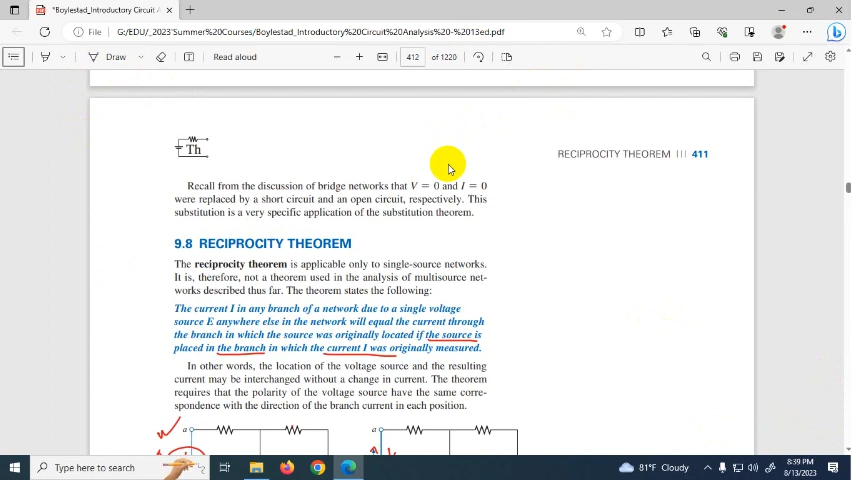 *Boylestad_Introductory Circuit A
File
G:/EDU/_2023'Summer%20Courses/Boylestad_Introductory%20Circuit%20Analysis%20-%2013ed.pdf
Draw
Read aloud
412
of 1220
Th
RECIPROCITY THEOREM III 411
Recall from the discussion of bridge networks that V = 0 and I = 0
were replaced by a short circuit and an open circuit, respectively. This
substitution is a very specific application of the substitution theorem.
9.8 RECIPROCITY THEOREM
The reciprocity theorem is applicable only to single-source networks.
It is, therefore, not a theorem used in the analysis of multisource net-
works described thus far. The theorem states the following:
The current I in any branch of a network due to a single voltage
source E anywhere else in the network will equal the current through
the branch in which the source was originally located if the source is
placed in the branch in which the current I was originally measured.
In other words, the location of the voltage source and the resulting
current may be interchanged without a change in current. The theorem
requires that the polarity of the voltage source have the same corre-
spondence with the direction of the branch current in each position.
a
a
Type here to search
81°F Cloudy
8:39 PM
8/13/2023